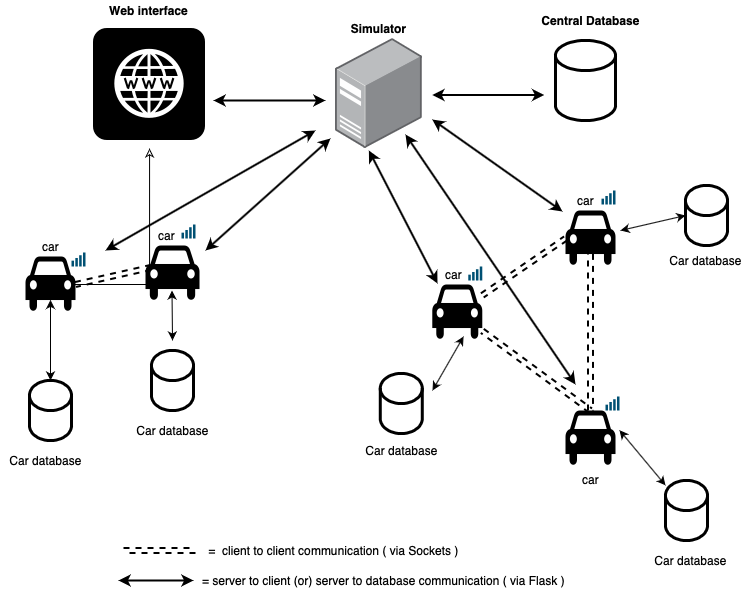 Web interface
Simulator
Central Database
WWW
car
car
car
car
Car database
Car database
Car database
Car database
car
Car database
= client to client communication ( via Sockets )
= server to client (or) server to database communication ( via Flask )